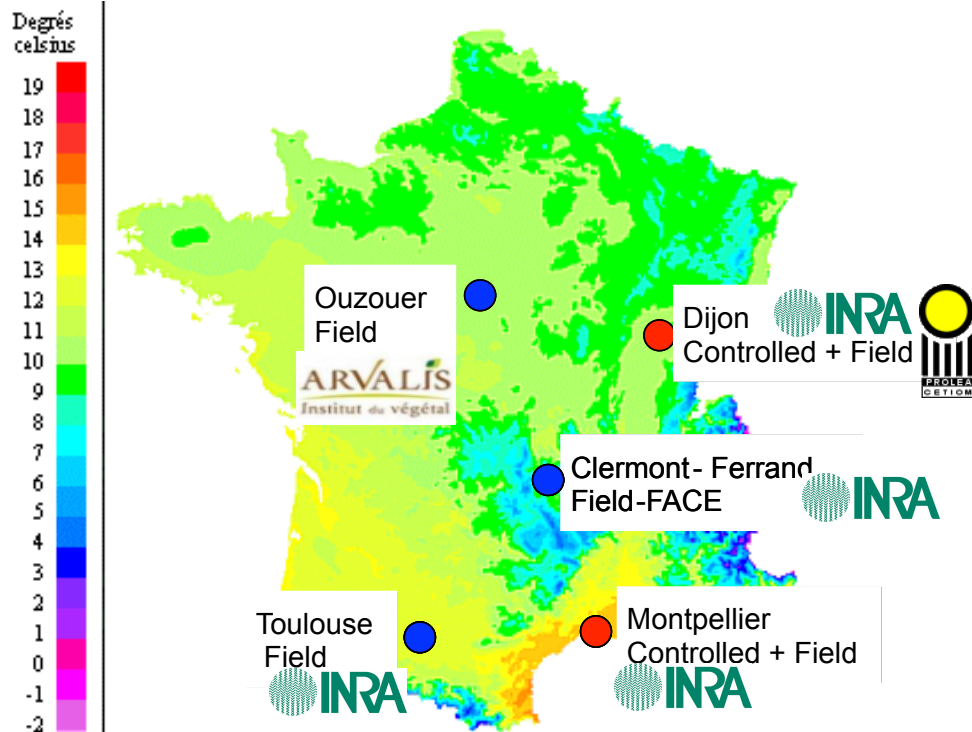 Degrés
celsius
19
18
17
16
15
14
13
12
11
10
9
8
7
6
5
4
3
2
1
0
-1
-2
Ouzouer
Field
ARVALIS
Institut du végétal
Dijon
Controlled + Field
INRA
PROLEA
CETIOM
Clermont- Ferrand
Field-FACE
INRA
Toulouse
Field
INRA
Montpellier
Controlled + Field
INRA